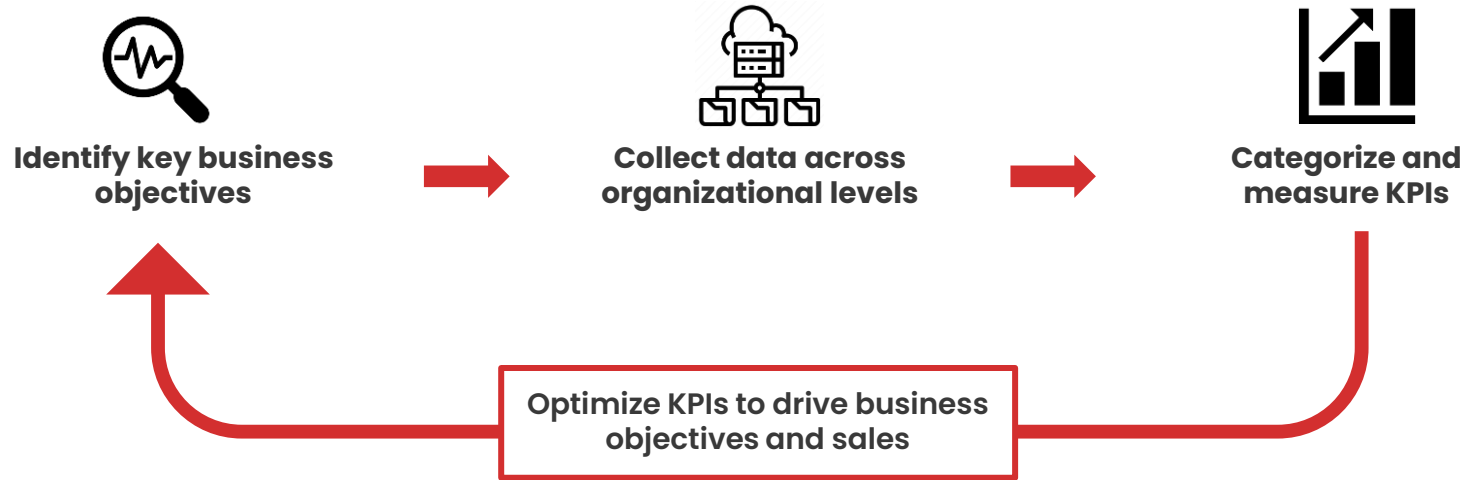 Identify key business
objectives
Collect data across
organizational levels
Categorize and
measure KPIs
Optimize KPIs to drive business
objectives and sales